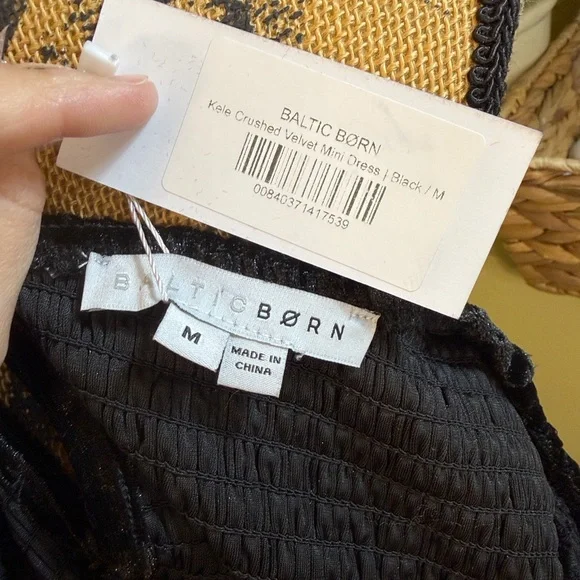 BALTIC BØRN
Kele Crushed Velvet Mini Dress | Black / M
00840371417539
BALTIC BØRN
M
MADE IN
CHINA